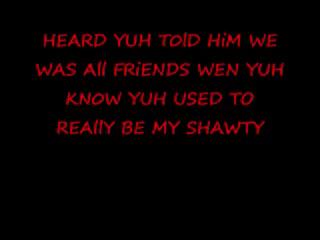 HEARD YUH TOlD HiM WE
WAS All FRiENDS WEN YUH
KNOW YUH USED TO
REAllY BE MY SHAWTY